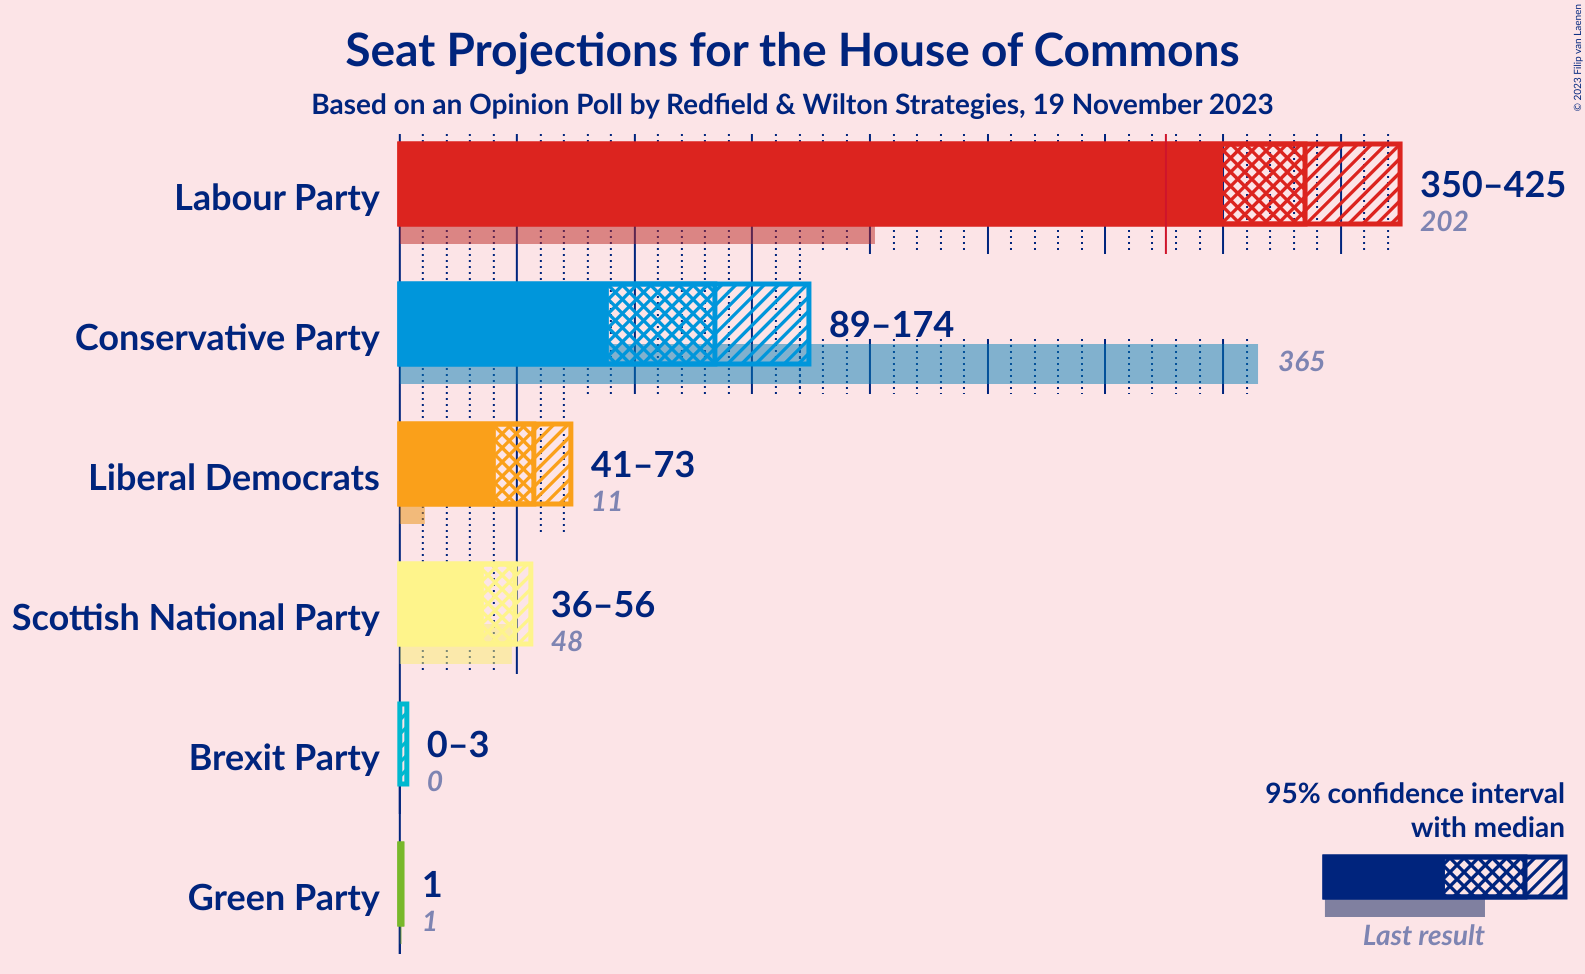 Seat Projections for the House of Commons
Based on an Opinion Poll by Redfield & Wilton Strategies, 19 November 2023
© 2023 Filip van Laenen
Labour Party
350–425
202
Conservative Party
89–174
365
Liberal Democrats
41–73
11
Scottish National Party
36–56
48
Brexit Party
0–3
0
Green Party
1
1
95% confidence interval
with median
Last result